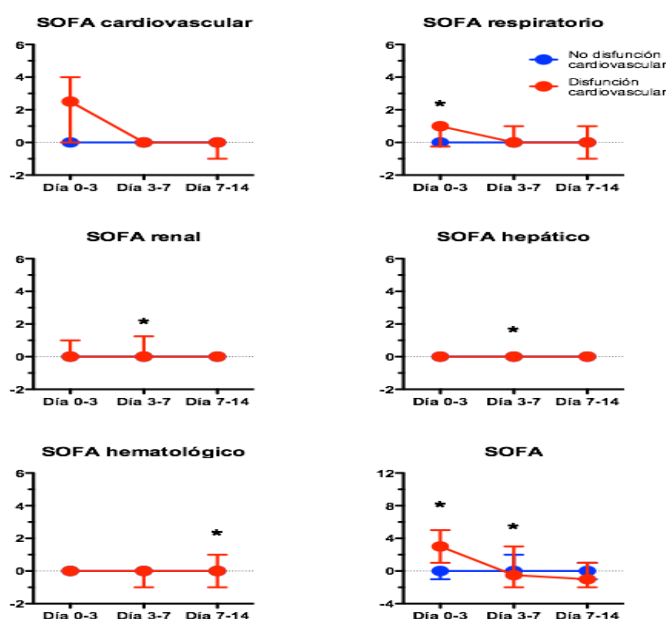 SOFA cardiovascular
6
4
2
0
-2
Día 0-3 Día 3-7 Día 7-14
SOFA respiratorio
No disfunción
cardiovascular
Disfunción
cardiovascular
*
6
4
2
0
-2
Día 0-3 Día 3-7 Día 7-14
SOFA renal
*
6
4
2
0
-2
Día 0-3 Día 3-7 Día 7-14
SOFA hepático
*
6
4
2
0
-2
Día 0-3 Día 3-7 Día 7-14
SOFA hematológico
*
6
4
2
0
-2
Día 0-3 Día 3-7 Día 7-14
SOFA
* *
12
8
4
0
-4
Día 0-3 Día 3-7 Día 7-14